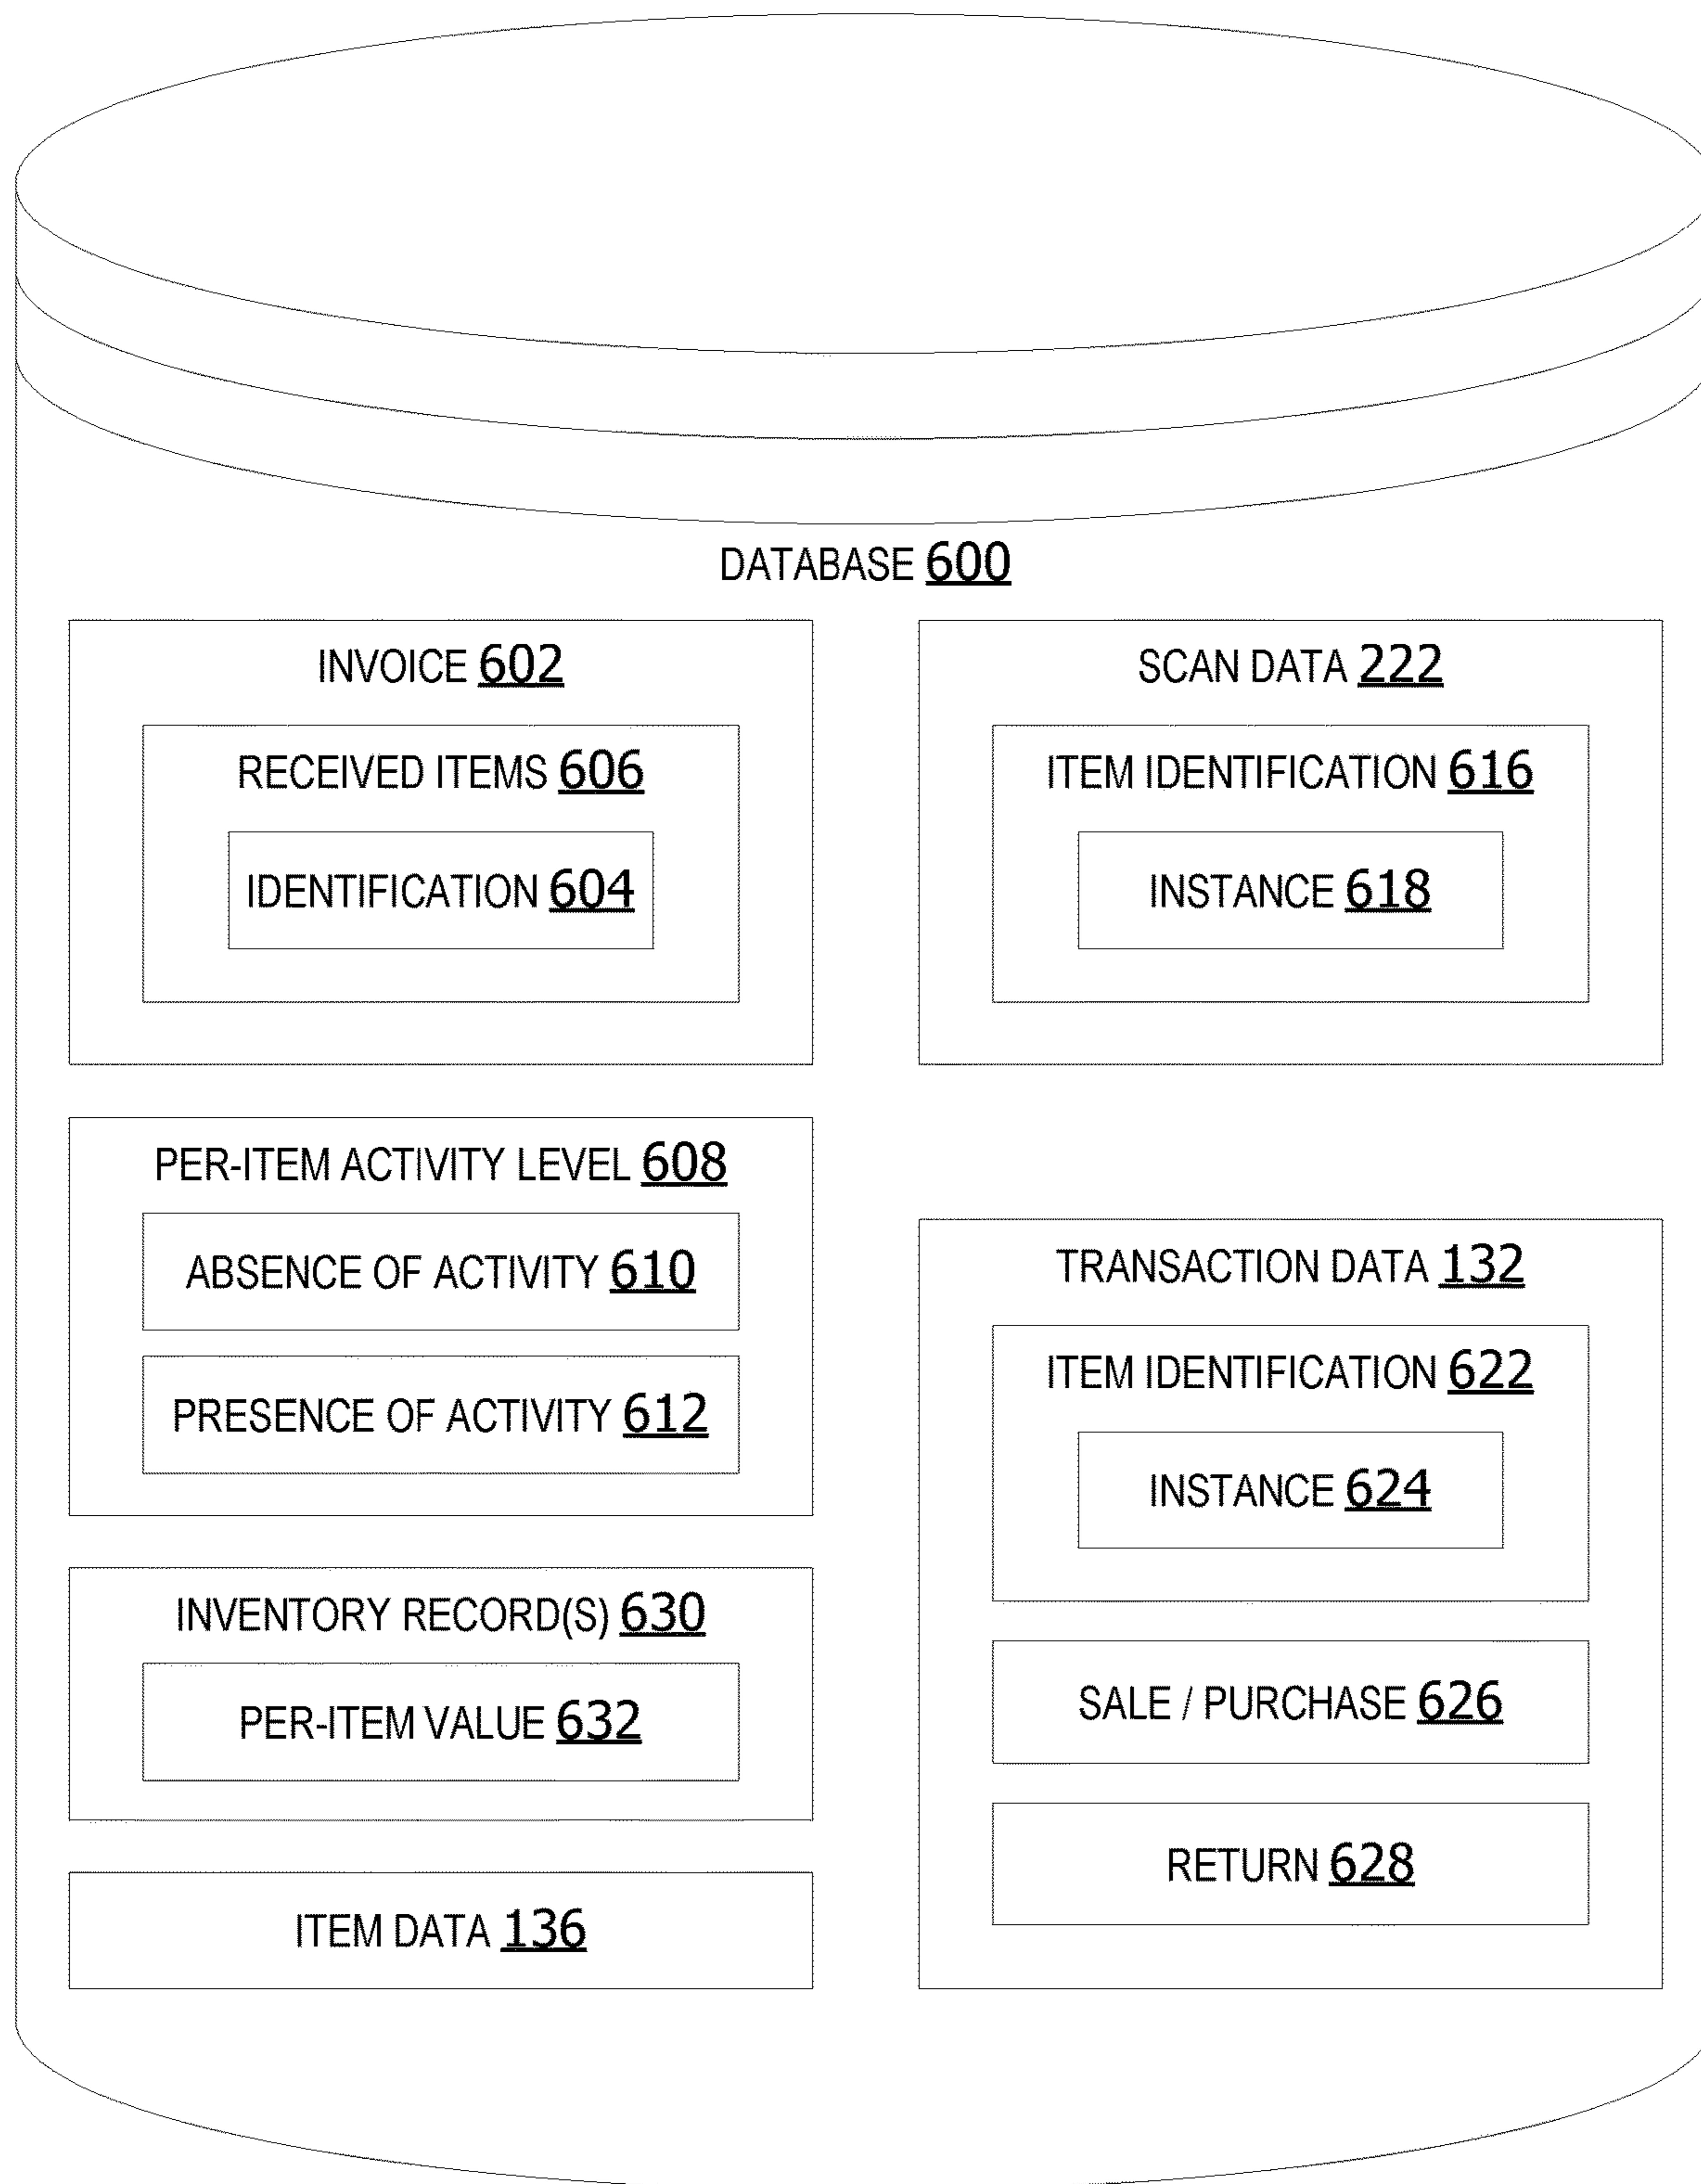 DATABASE 600
INVOICE 602
RECEIVED ITEMS 606
IDENTIFICATION 604
PER-ITEM ACTIVITY LEVEL 608
ABSENCE OF ACTIVITY 610
PRESENCE OF ACTIVITY 612
INVENTORY RECORD(S) 630
PER-ITEM VALUE 632
ITEM DATA 136
SCAN DATA 222
ITEM IDENTIFICATION 616
INSTANCE 618
TRANSACTION DATA 132
ITEM IDENTIFICATION 622
INSTANCE 624
SALE / PURCHASE 626
RETURN 628